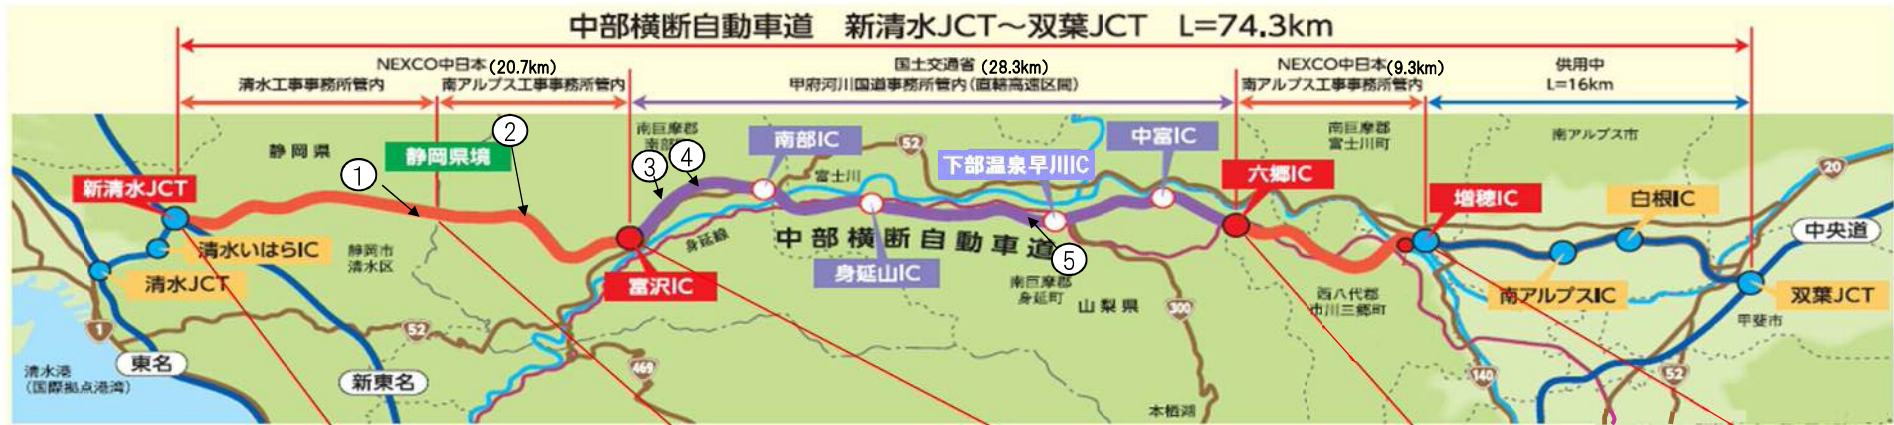 中部横断自動車道　新清水JCT～双葉JCT　L=74.3km
NEXCO中日本(20.7km)
清水工事事務所管内
南アルプス工事事務所管内
国土交通省(28.3km)
甲府河川国道事務所管内(直轄高速区間)
NEXCO中日本(9.3km)
南アルプス工事事務所管内
供用中
L=16km
静岡県
静岡県境
①
②
③
④
⑤
南巨摩郡
南部IC
52
富士川
下部温泉早川IC
中富IC
南巨摩郡
富士川町
南アルプス市
20
新清水JCT
六郷IC
増穂IC
白根IC
中央道
清水いはらIC
清水JCT
静岡市
清水区
富沢IC
身延線
中部横断自動車道
身延山IC
南巨摩郡
身延町
山梨県
300
西八代郡
市川三郷町
南アルプスIC
双葉JCT
甲斐市
1
東名
52
新東名
469
140
52
清水港
(国際拠点港湾)
本栖湖